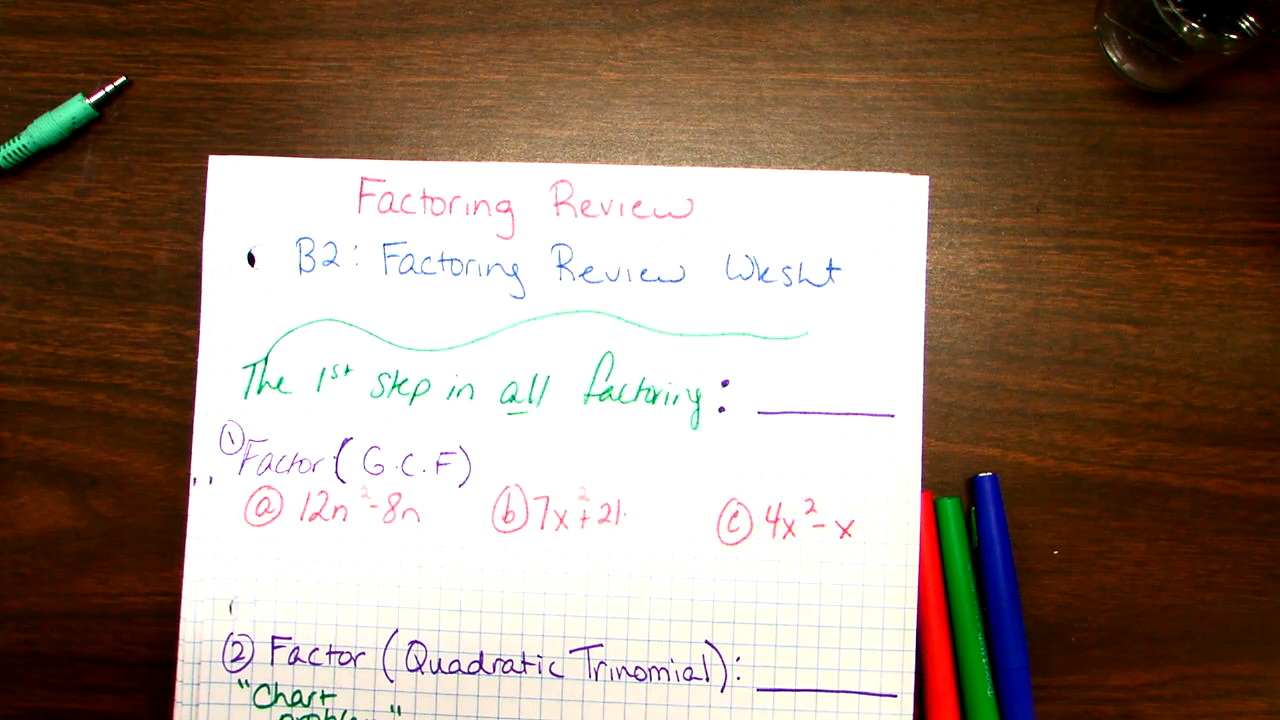 Factoring Review
B2: Factoring Review Wksht
The 1st step in all factoring:
① Factor (G.C.F)
ⓐ 12n²-8n ⓑ 7x²+21 ⓒ 4x²-x
② Factor (Quadratic Trinomial):
"Chart
problem"